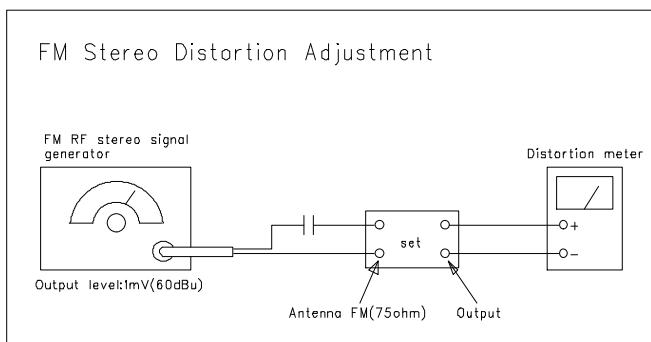 FM Stereo Distortion Adjustment
FM RF stereo signal
generator
Distortion meter
set
+
-
Output level:1mV(60dBu)
Antenna FM(75ohm)
Output